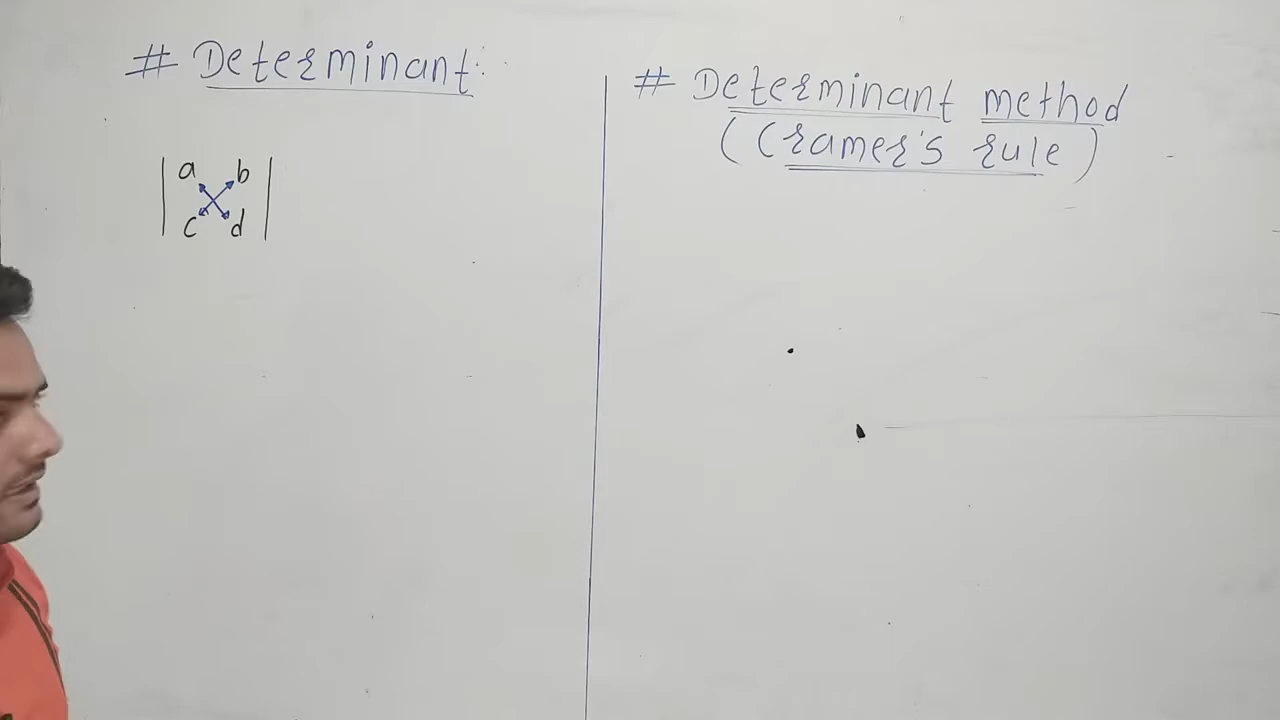 # Determinant:
|a b|
|c d|
# Determinant method
(Cramer's rule)